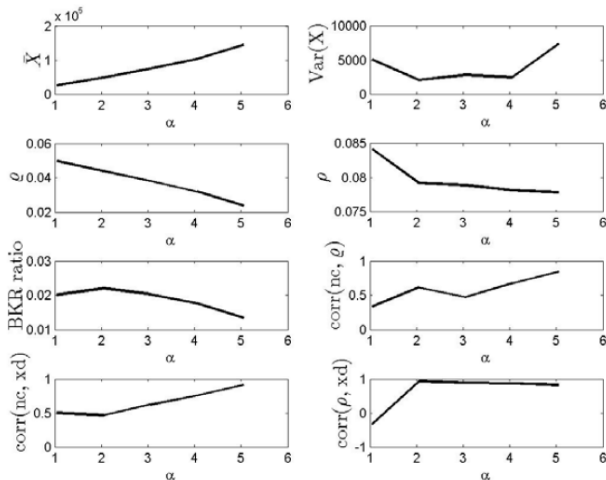 2 x 10^5
1
0
X̄
1 2 3 4 5 6
α
10000
5000
0
Var(X)
1 2 3 4 5 6
α
0.06
0.04
0.02
ϱ
1 2 3 4 5 6
α
0.085
0.08
0.075
ρ
1 2 3 4 5 6
α
0.03
0.02
0.01
BKR ratio
1 2 3 4 5 6
α
1
0.5
0
corr(nc, ϱ)
1 2 3 4 5 6
α
1
0.5
0
corr(nc, xd)
1 2 3 4 5 6
α
1
0
-1
corr(ρ, xd)
1 2 3 4 5 6
α